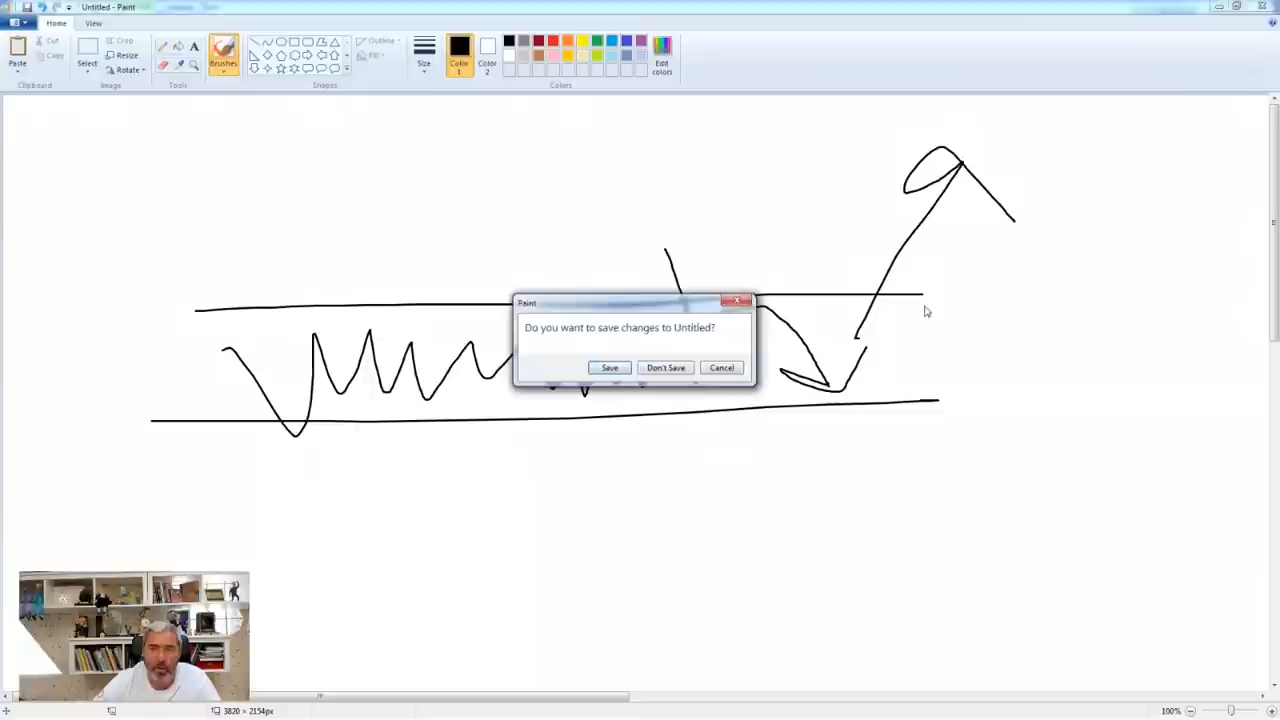 Untitled - Paint
Home
View
Paste
Cut
Copy
Clipboard
Select
Crop
Resize
Rotate
Image
A
Tools
Brushes
Outline
Fill
Shapes
Size
Color 1
Color 2
Edit colors
Colors
Paint
Do you want to save changes to Untitled?
Save
Don't Save
Cancel
3820 × 2154px
100%